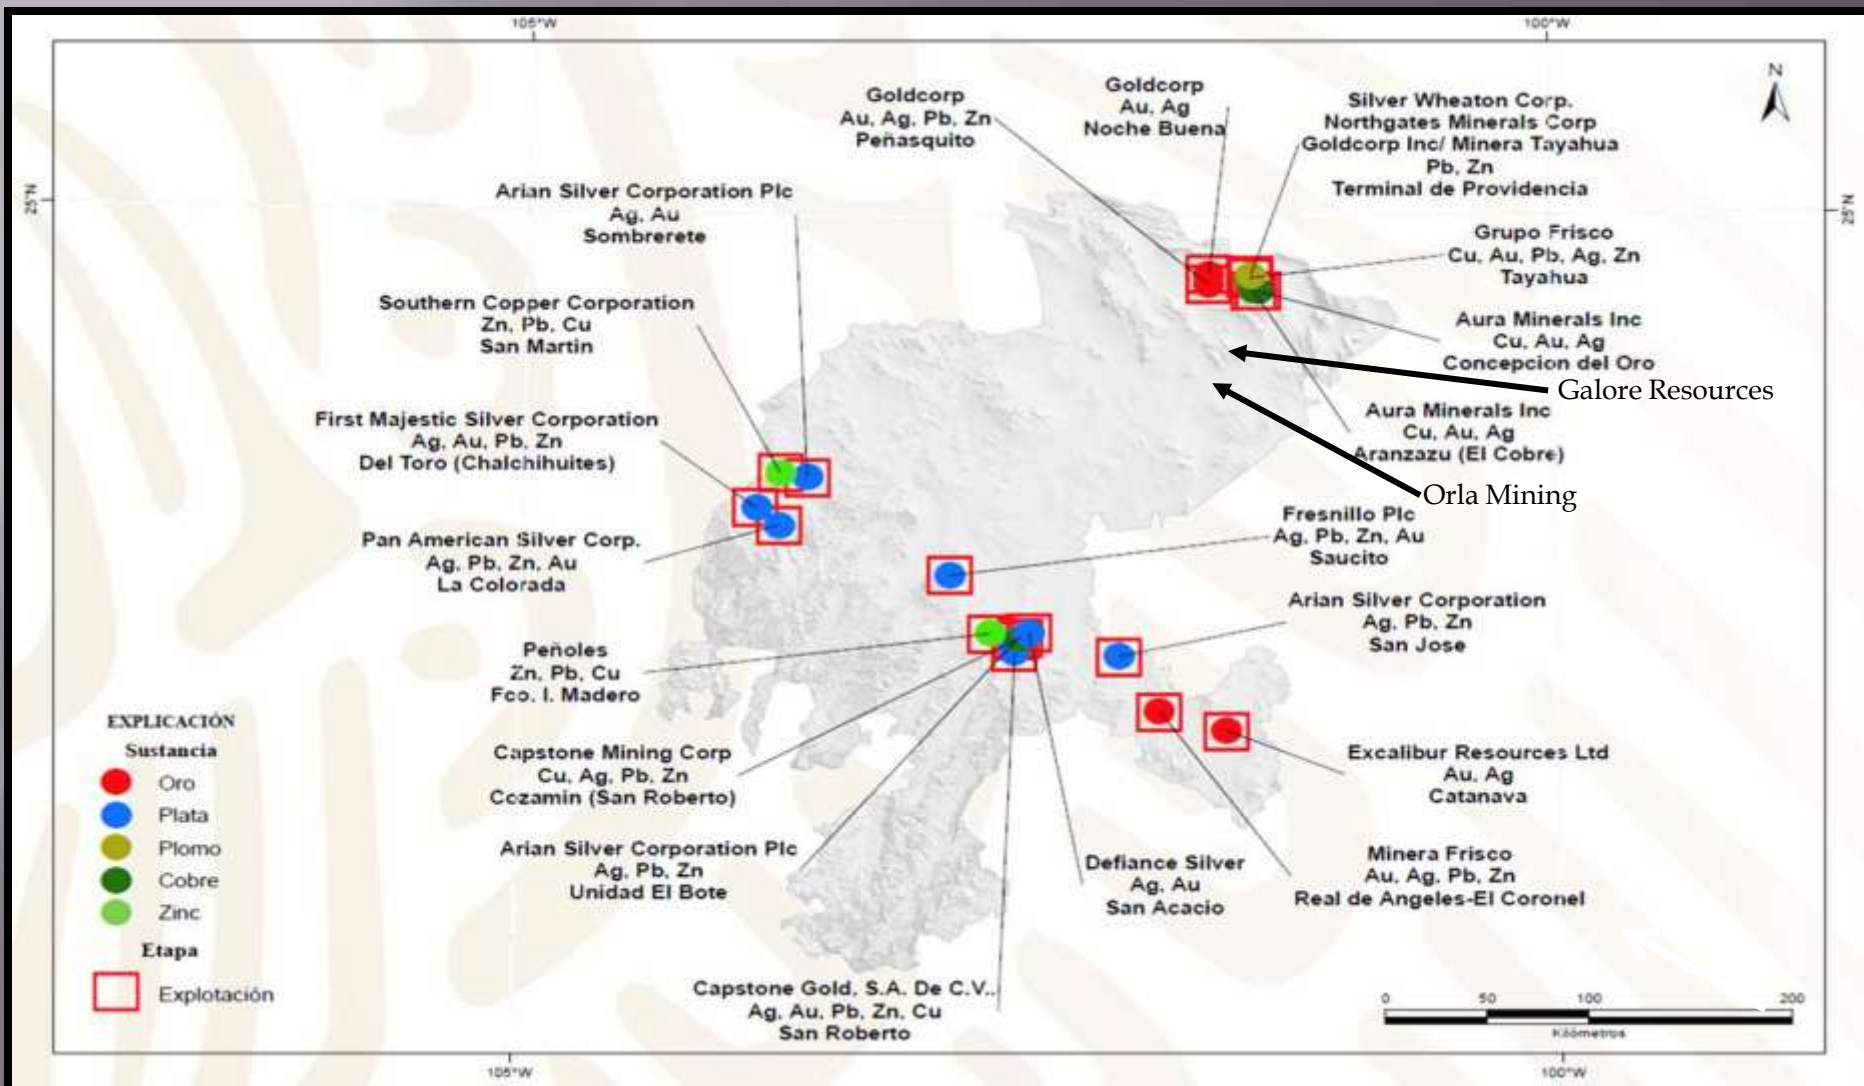 105°W
100°W
N
25°N
25°N
Goldcorp
Au, Ag, Pb, Zn
Peñasquito
Goldcorp
Au, Ag
Noche Buena
Silver Wheaton Corp.
Northgates Minerals Corp
Goldcorp Inc/ Minera Tayahua
Pb, Zn
Terminal de Providencia
Arian Silver Corporation Plc
Ag, Au
Sombrerete
Grupo Frisco
Cu, Au, Pb, Ag, Zn
Tayahua
Southern Copper Corporation
Zn, Pb, Cu
San Martin
Aura Minerals Inc
Cu, Au, Ag
Concepcion del Oro
Galore Resources
First Majestic Silver Corporation
Ag, Au, Pb, Zn
Del Toro (Chalchihuites)
Aura Minerals Inc
Cu, Au, Ag
Aranzazu (El Cobre)
Orla Mining
Pan American Silver Corp.
Ag, Pb, Zn, Au
La Colorada
Fresnillo Plc
Ag, Pb, Zn, Au
Saucito
Arian Silver Corporation
Ag, Pb, Zn
San Jose
Peñoles
Zn, Pb, Cu
Fco. I. Madero
Capstone Mining Corp
Cu, Ag, Pb, Zn
Cozamin (San Roberto)
Excalibur Resources Ltd
Au, Ag
Catanava
Arian Silver Corporation Plc
Ag, Pb, Zn
Unidad El Bote
Defiance Silver
Ag, Au
San Acacio
Minera Frisco
Au, Ag, Pb, Zn
Real de Angeles-El Coronel
Capstone Gold, S.A. De C.V..
Ag, Au, Pb, Zn, Cu
San Roberto
EXPLICACIÓN
Sustancia
Oro
Plata
Plomo
Cobre
Zinc
Etapa
Explotación
0 50 100 200
Kilómetros
105°W
100°W